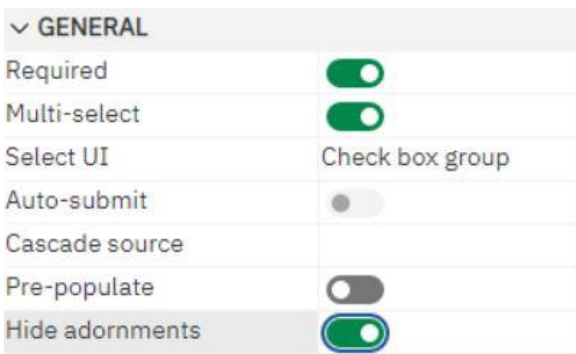 GENERAL
Required
Multi-select
Select UI Check box group
Auto-submit
Cascade source
Pre-populate
Hide adornments